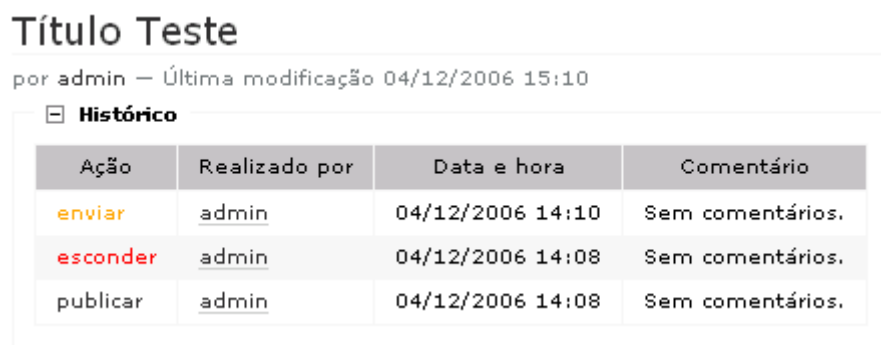 Título Teste
por admin — Última modificação 04/12/2006 15:10
Histórico
Ação Realizado por Data e hora Comentário
enviar admin 04/12/2006 14:10 Sem comentários.
esconder admin 04/12/2006 14:08 Sem comentários.
publicar admin 04/12/2006 14:08 Sem comentários.